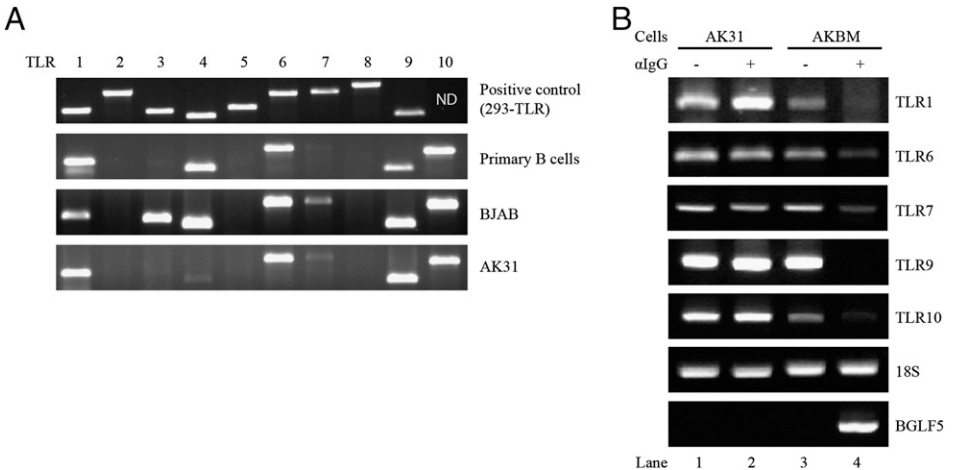 A
TLR 1 2 3 4 5 6 7 8 9 10
ND
Positive control
(293-TLR)
Primary B cells
BJAB
AK31
B
Cells AK31 AKBM
αIgG - + - +
TLR1
TLR6
TLR7
TLR9
TLR10
18S
BGLF5
Lane 1 2 3 4